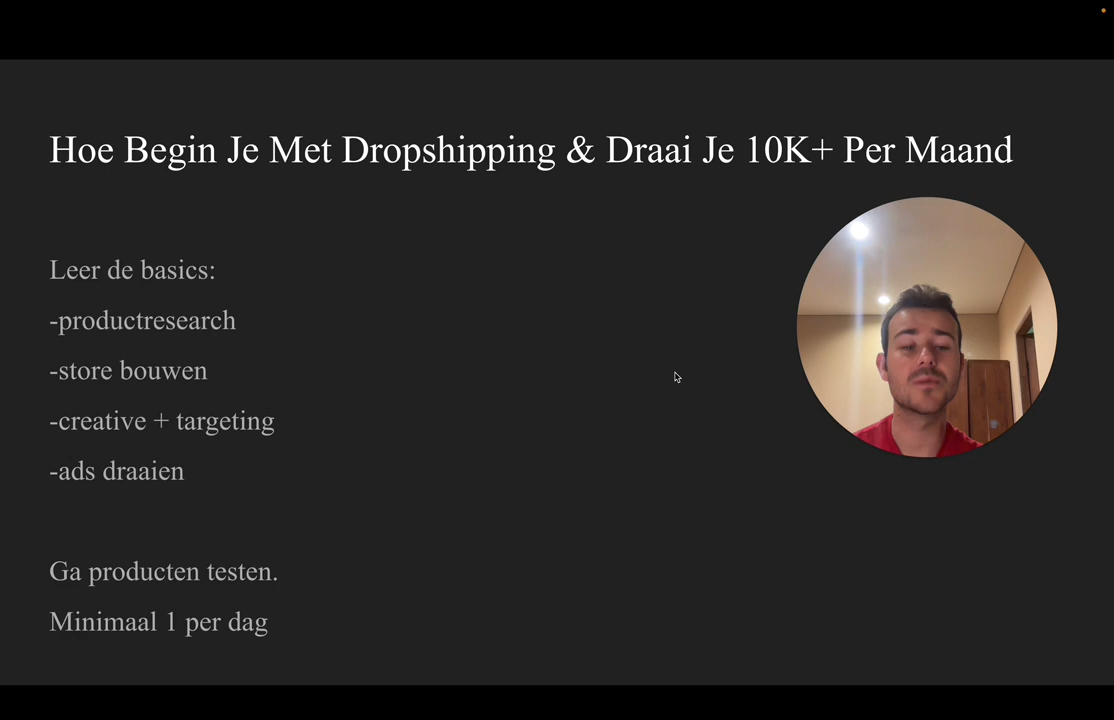 Hoe Begin Je Met Dropshipping & Draai Je 10K+ Per Maand
Leer de basics:
-productresearch
-store bouwen
-creative + targeting
-ads draaien
Ga producten testen.
Minimaal 1 per dag